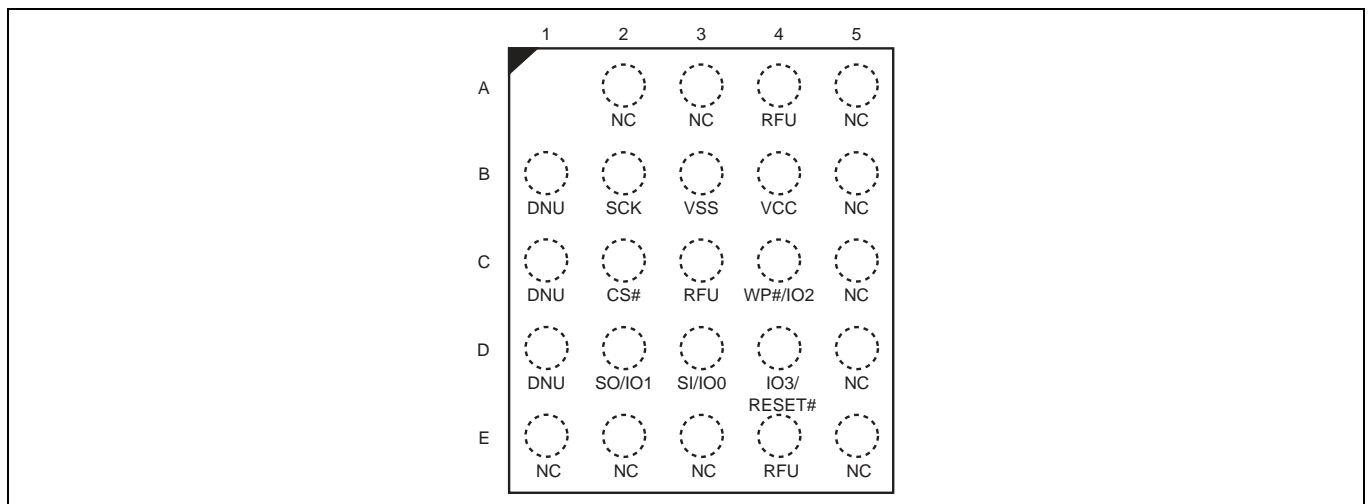 1 2 3 4 5
A
NC NC RFU NC
B
DNU SCK VSS VCC NC
C
DNU CS# RFU WP#/IO2 NC
D
DNU SO/IO1 SI/IO0 IO3/ NC
RESET#
E
NC NC NC RFU NC